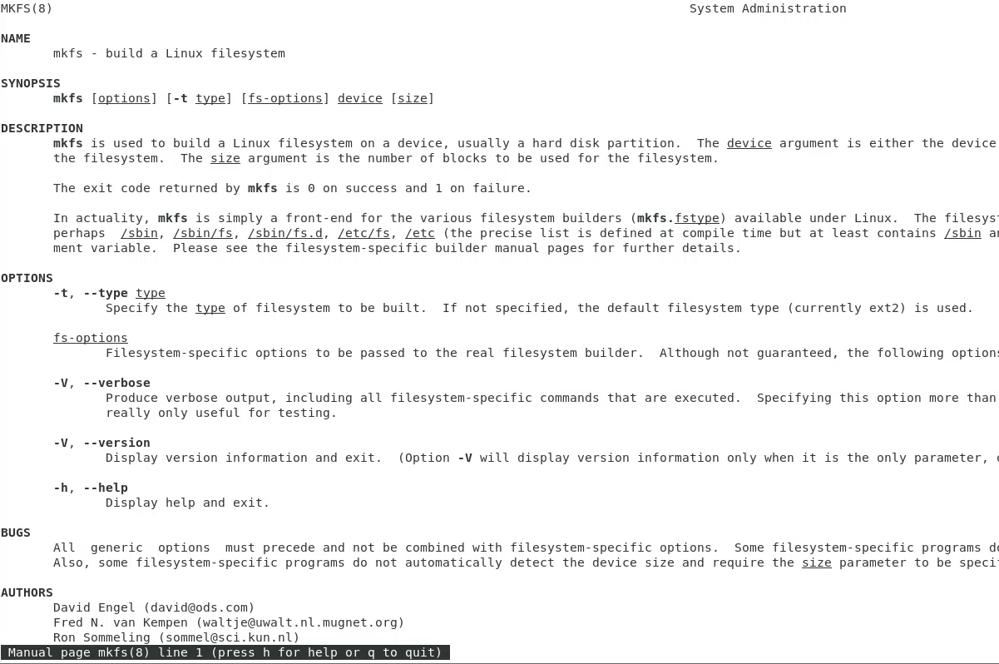 MKFS(8) System Administration
NAME
mkfs - build a Linux filesystem
SYNOPSIS
mkfs [options] [-t type] [fs-options] device [size]
DESCRIPTION
mkfs is used to build a Linux filesystem on a device, usually a hard disk partition.  The device argument is either the device
the filesystem.  The size argument is the number of blocks to be used for the filesystem.
The exit code returned by mkfs is 0 on success and 1 on failure.
In actuality, mkfs is simply a front-end for the various filesystem builders (mkfs.fstype) available under Linux.  The
perhaps  /sbin, /sbin/fs, /sbin/fs.d, /etc/fs, /etc (the precise list is defined at compile time but at least contains /sbin
ment variable.  Please see the filesystem-specific builder manual pages for further details.
OPTIONS
-t, --type type
Specify the type of filesystem to be built.  If not specified, the default filesystem type (currently ext2) is used.
fs-options
Filesystem-specific options to be passed to the real filesystem builder.  Although not guaranteed, the following options
-V, --verbose
Produce verbose output, including all filesystem-specific commands that are executed.  Specifying this option more than
really only useful for testing.
-V, --version
Display version information and exit.  (Option -V will display version information only when it is the only parameter,
-h, --help
Display help and exit.
BUGS
All  generic  options  must precede and not be combined with filesystem-specific options.  Some filesystem-specific programs
Also, some filesystem-specific programs do not automatically detect the device size and require the size parameter to be
AUTHORS
David Engel (david@ods.com)
Fred N. van Kempen (waltje@uwalt.nl.mugnet.org)
Ron Sommeling (sommel@sci.kun.nl)
Manual page mkfs(8) line 1 (press h for help or q to quit)